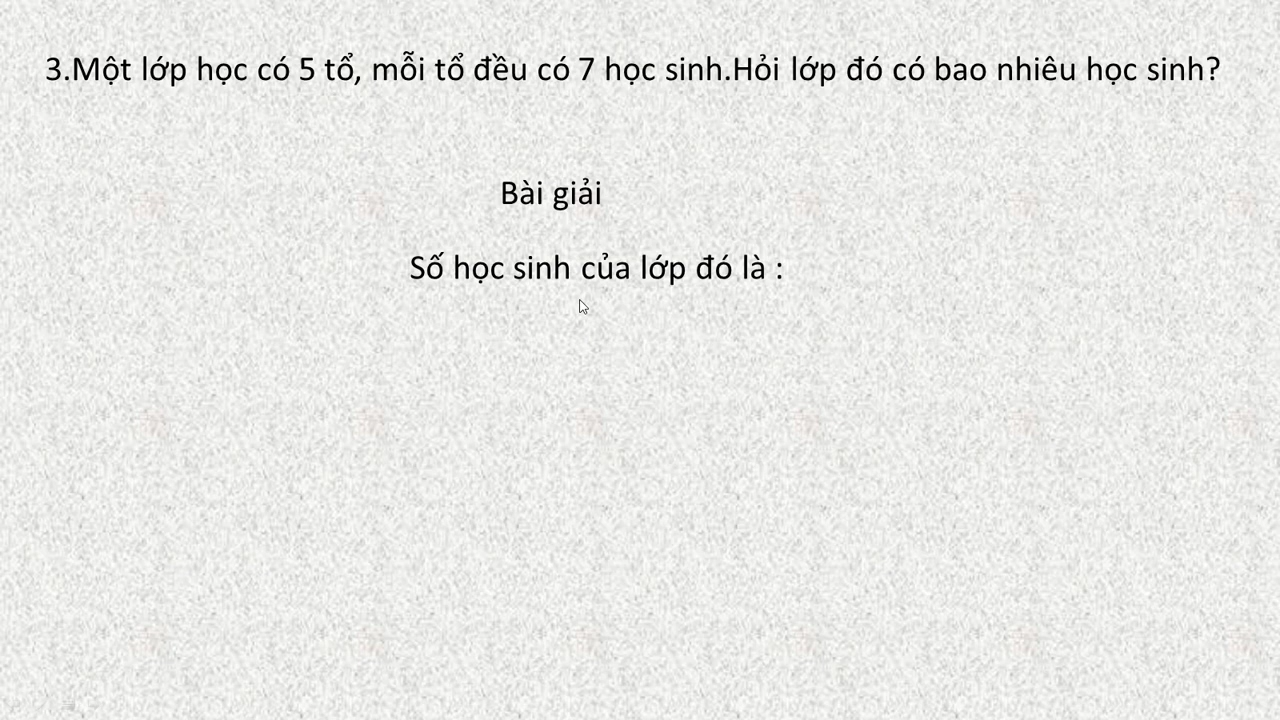 3.Một lớp học có 5 tổ, mỗi tổ đều có 7 học sinh.Hỏi lớp đó có bao nhiêu học sinh?
Bài giải
Số học sinh của lớp đó là :